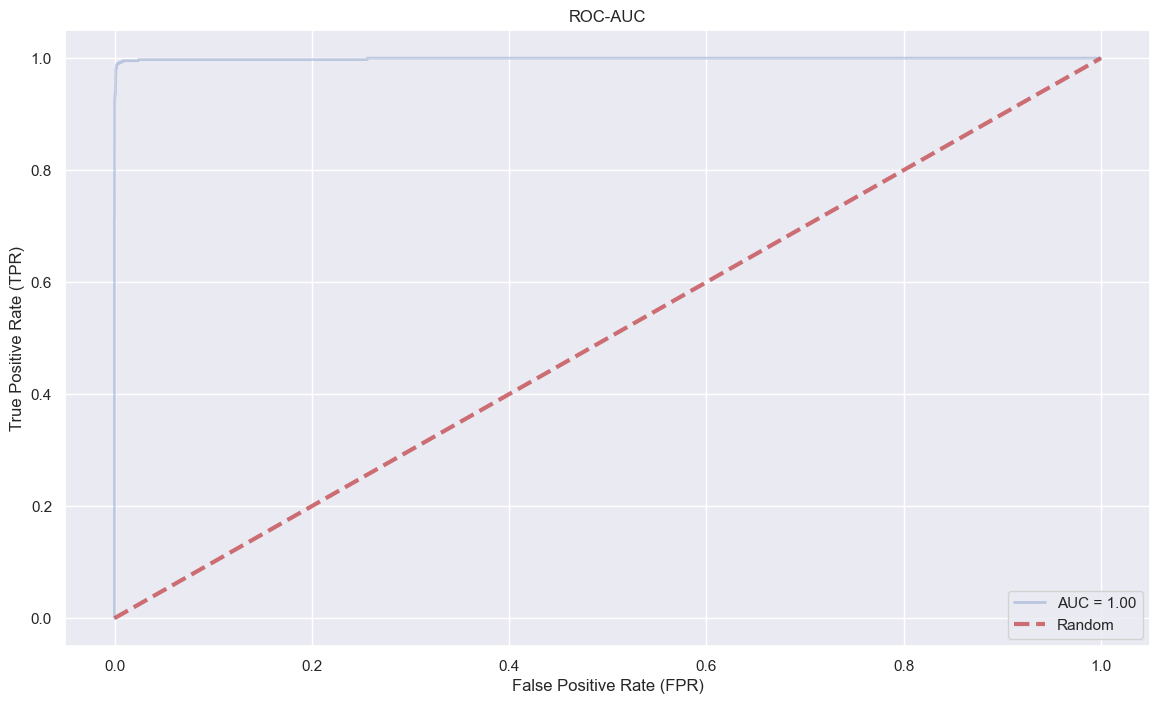 ROC-AUC
True Positive Rate (TPR)
1.0
0.8
0.6
0.4
0.2
0.0
0.0 0.2 0.4 0.6 0.8 1.0
False Positive Rate (FPR)
AUC = 1.00
Random